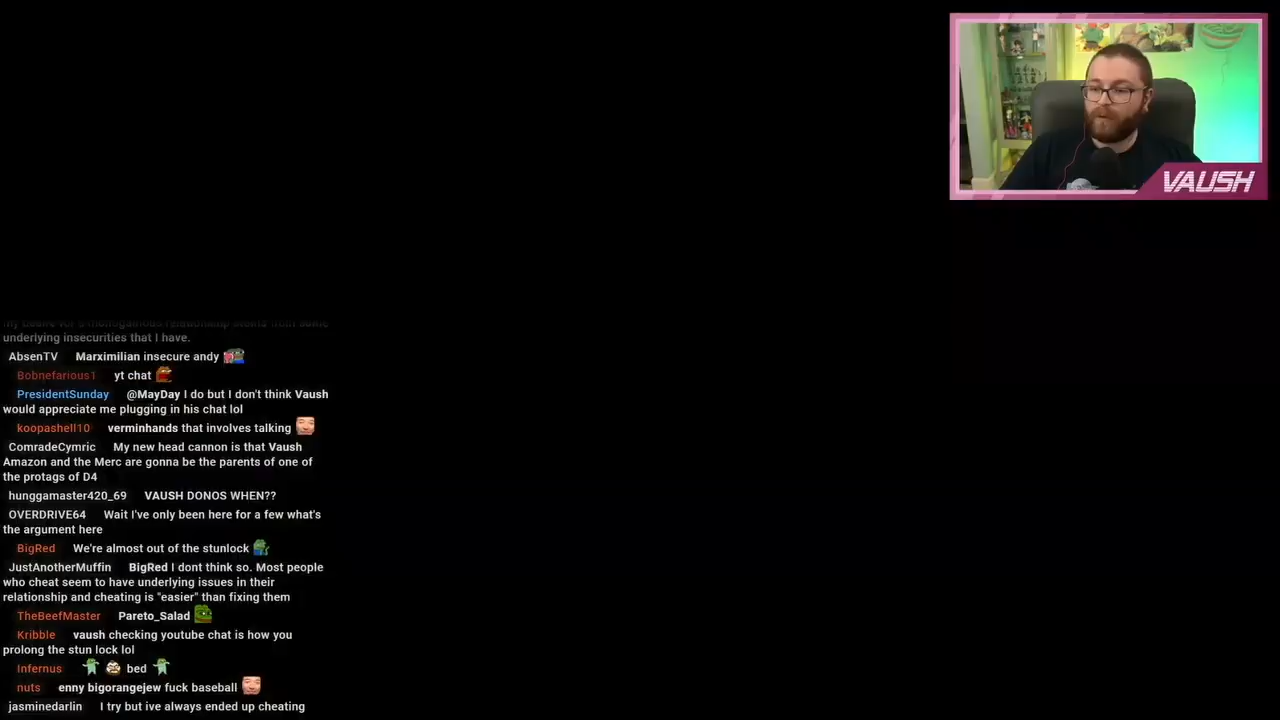 VAUSH
underlying insecurities that I have.
AbsenTV Marximilian insecure andy
Bobnefarious1 yt chat
PresidentSunday @MayDay I do but I don't think Vaush
would appreciate me plugging in his chat lol
koopashell10 verminhands that involves talking
ComradeCymric My new head cannon is that Vaush
Amazon and the Merc are gonna be the parents of one of
the protags of D4
hunggamaster420_69 VAUSH DONOS WHEN??
OVERDRIVE64 Wait I've only been here for a few what's
the argument here
BigRed We're almost out of the stunlock
JustAnotherMuffin BigRed I dont think so. Most people
who cheat seem to have underlying issues in their
relationship and cheating is "easier" than fixing them
TheBeefMaster Pareto_Salad
Kribble vaush checking youtube chat is how you
prolong the stun lock lol
Infernus bed
nuts enny bigorangejew fuck baseball
jasminedarlin I try but ive always ended up cheating